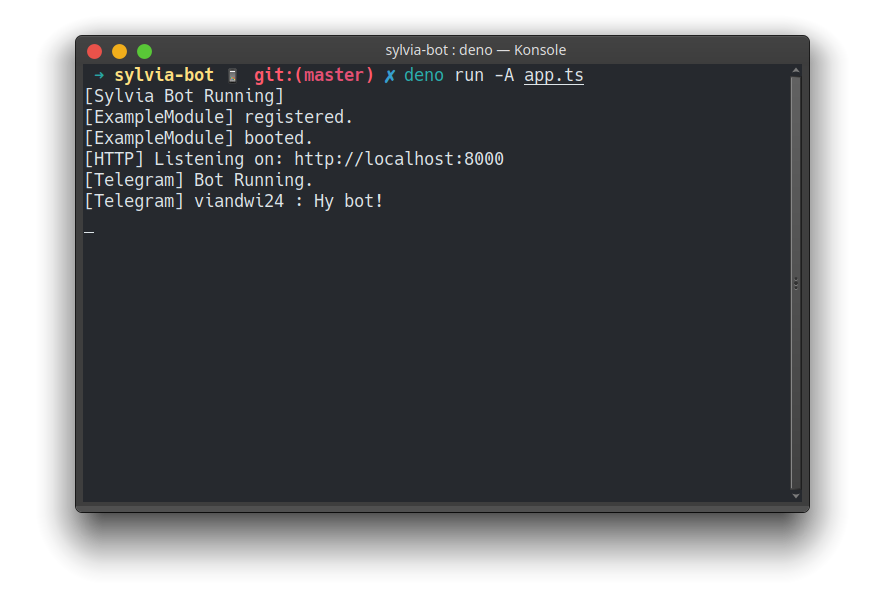 sylvia-bot : deno — Konsole
➜ sylvia-bot git:(master) ✗ deno run -A app.ts
[Sylvia Bot Running]
[ExampleModule] registered.
[ExampleModule] booted.
[HTTP] Listening on: http://localhost:8000
[Telegram] Bot Running.
[Telegram] viandwi24 : Hy bot!